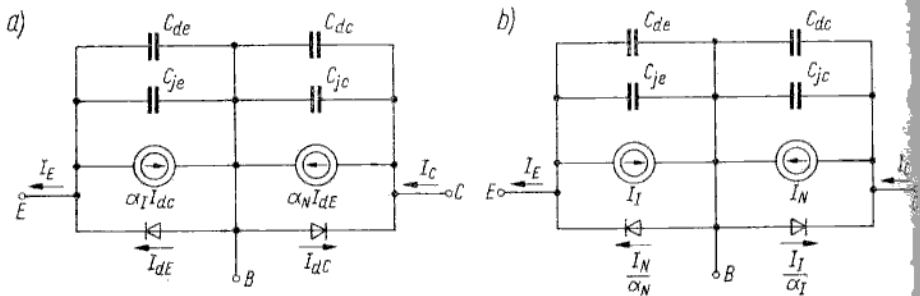 a)
C_de
C_dc
C_je
C_jc
I_E
α_I I_dc
α_N I_dE
I_C
E
C
I_dE
I_dC
B
b)
C_de
C_dc
C_je
C_jc
I_E
I_I
I_N
E
I_N
α_N
I_I
α_I
B